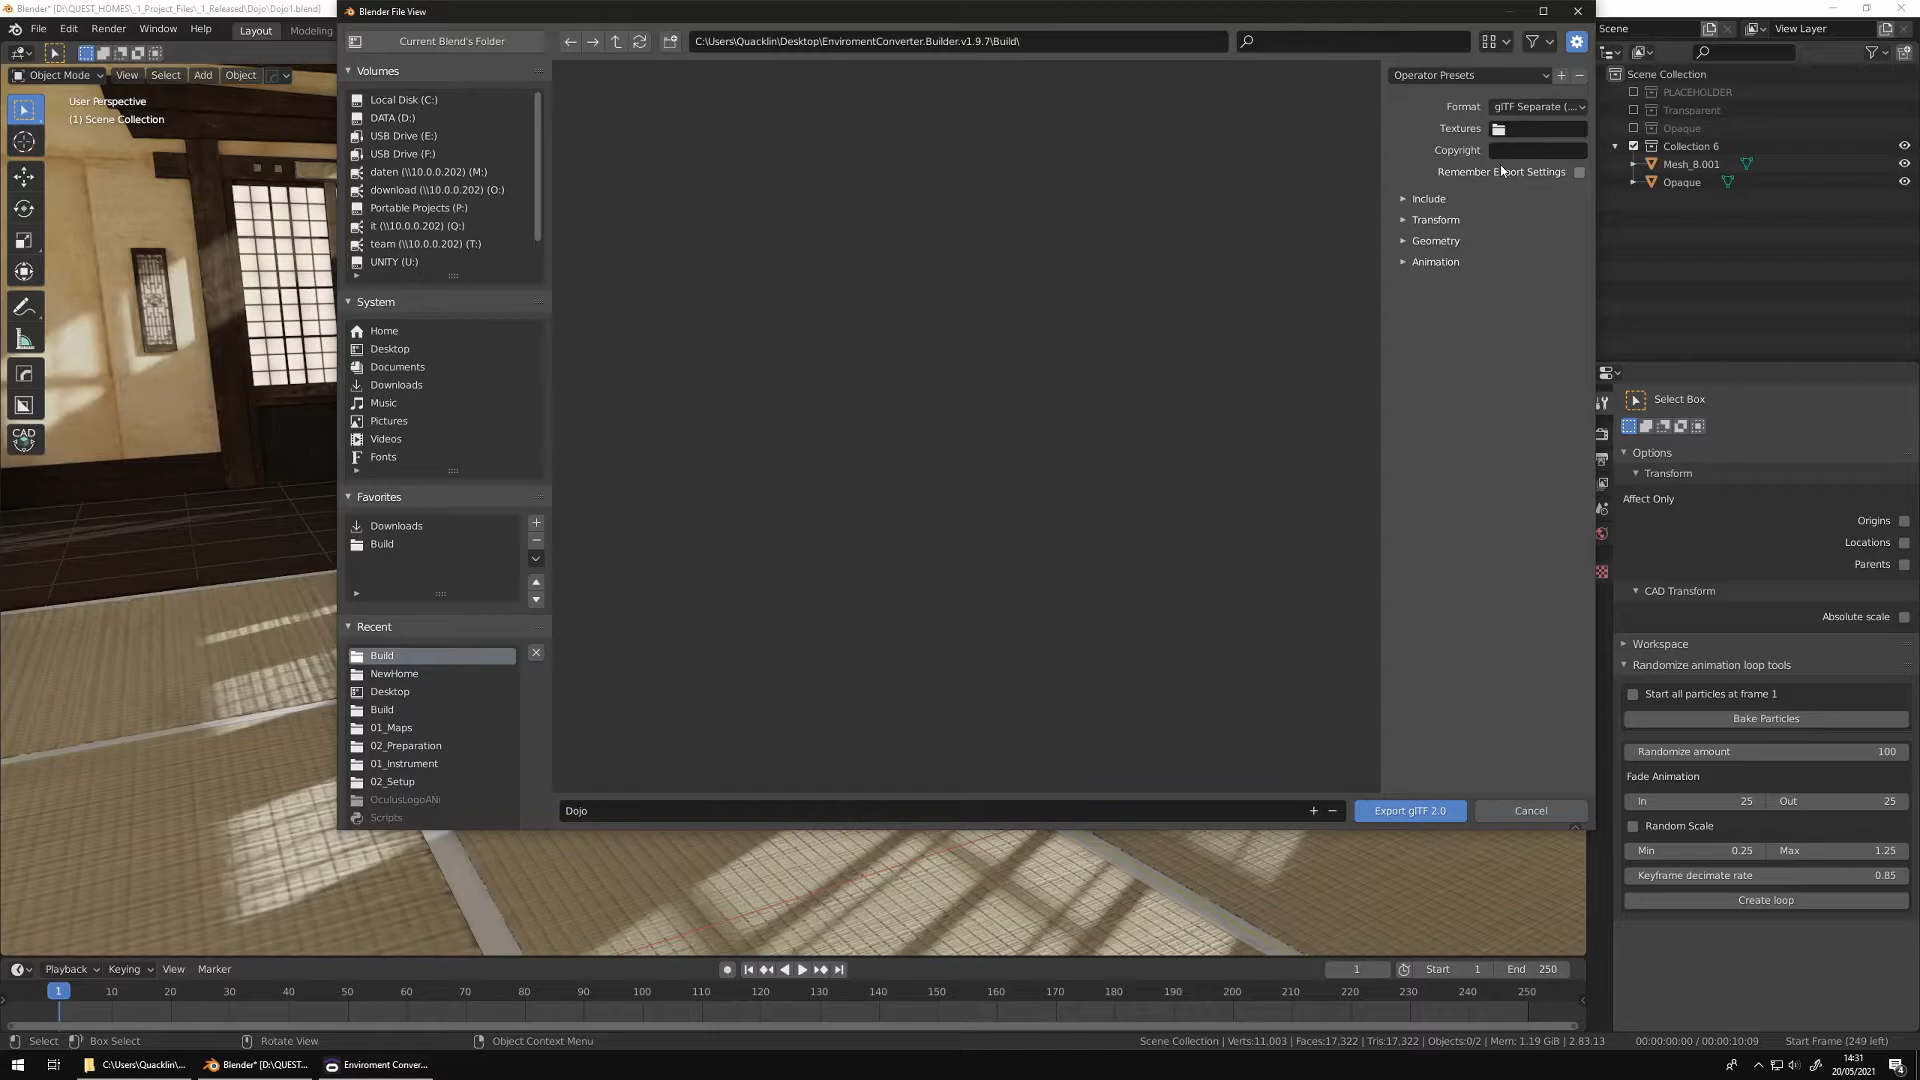 Blender* [D:\QUEST_HOMES\_1_Project_Files\_1_Released\Dojo\Dojo1.blend]
Blender File View
File Edit Render Window Help Layout Modeling
Scene View Layer
Current Blend's Folder
C:\Users\Quacklin\Desktop\EnviromentConverter.Builder.v1.9.7\Build\
Object Mode View Select Add Object
User Perspective
(1) Scene Collection
CAD
Volumes
Local Disk (C:)
DATA (D:)
USB Drive (E:)
USB Drive (F:)
daten (\\10.0.0.202) (M:)
download (\\10.0.0.202) (O:)
Portable Projects (P:)
it (\\10.0.0.202) (Q:)
team (\\10.0.0.202) (T:)
UNITY (U:)
System
Home
Desktop
Documents
Downloads
Music
Pictures
Videos
Fonts
Favorites
Downloads
Build
Recent
Build
NewHome
Desktop
Build
01_Maps
02_Preparation
01_Instrument
02_Setup
OculusLogoANi
Scripts
Operator Presets
Format glTF Separate (....
Textures
Copyright
Remember Export Settings
Include
Transform
Geometry
Animation
Dojo
Export glTF 2.0
Cancel
Scene Collection
PLACEHOLDER
Transparent
Opaque
Collection 6
Mesh_8.001
Opaque
Select Box
Options
Transform
Affect Only
Origins
Locations
Parents
CAD Transform
Absolute scale
Workspace
Randomize animation loop tools
Start all particles at frame 1
Bake Particles
Randomize amount 100
Fade Animation
In 25 Out 25
Random Scale
Min 0.25 Max 1.25
Keyframe decimate rate 0.85
Create loop
Playback Keying View Marker
1 Start 1 End 250
1 10 20 30 40 50 60 70 80 90 100 110 120 130 140 150 160 170 180 190 200 210 220 230 240 250
Select Box Select Rotate View Object Context Menu
Scene Collection | Verts:11,003 | Faces:17,322 | Tris:17,322 | Objects:0/2 | Mem: 1.19 GiB | 2.83.13 00:00:00:00 / 00:00:10:09 Start Frame (249 left)
C:\Users\Quacklin\... Blender* [D:\QUEST... Enviroment Conver...
14:31
20/05/2021
4